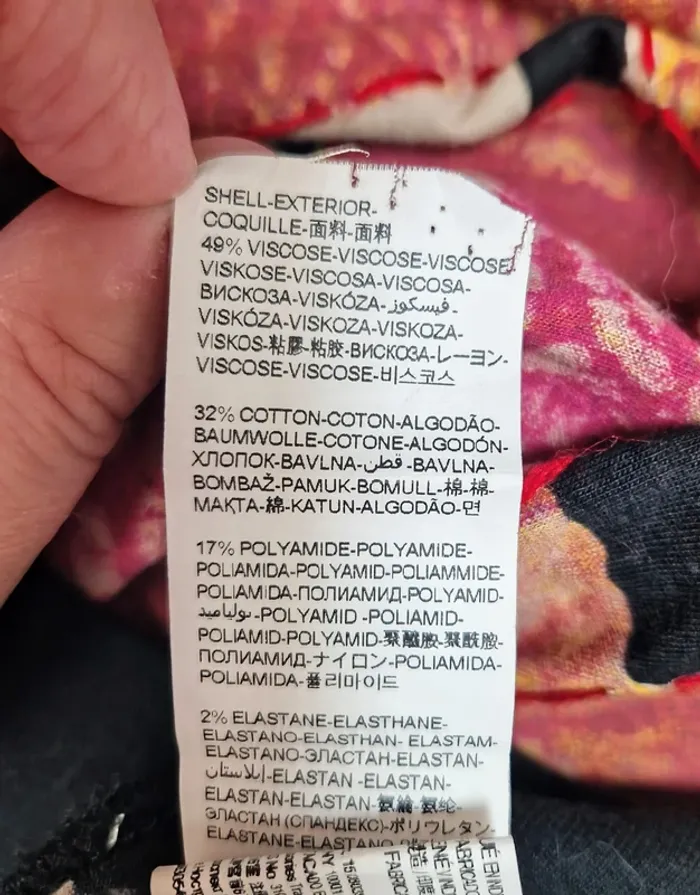 SHELL-EXTERIOR-
COQUILLE-面料-面料
49% VISCOSE-VISCOSE-VISCOSE
VISKOSE-VISCOSA-VISCOSA-
ВИСКОЗА-VISKÓZA-فيسكوز-
VISKÓZA-VISKOZA-VISKOZA-
VISKOS-粘膠-粘胶-ВИСКОЗА-レーヨン-
VISCOSE-VISCOSE-비스코스
32% COTTON-COTON-ALGODÃO-
BAUMWOLLE-COTONE-ALGODÓN-
ХЛОПОК-BAVLNA-قطن-BAVLNA-
BOMBAŽ-PAMUK-BOMULL-棉-棉-
МАҚТА-綿-KATUN-ALGODÃO-면
17% POLYAMIDE-POLYAMIDE-
POLIAMIDA-POLYAMID-POLIAMMIDE-
POLIAMIDA-ПОЛИАМИД-POLYAMID-
بولياميد-POLYAMID -POLIAMID-
POLIAMID-POLYAMID-聚醯胺-聚酰胺-
ПОЛИАМИД-ナイロン-POLIAMIDA-
POLIAMIDA-폴리마이드
2% ELASTANE-ELASTHANE-
ELASTANO-ELASTHAN- ELASTAM-
ELASTANO-ЭЛАСТАН-ELASTAN-
إيلاستان-ELASTAN -ELASTAN-
ELASTAN-ELASTAN-氨綸-氨纶-
ЭЛАСТАН (СПАНДЕКС)-ポリウレタン-
ELASTANE-ELASTANE-